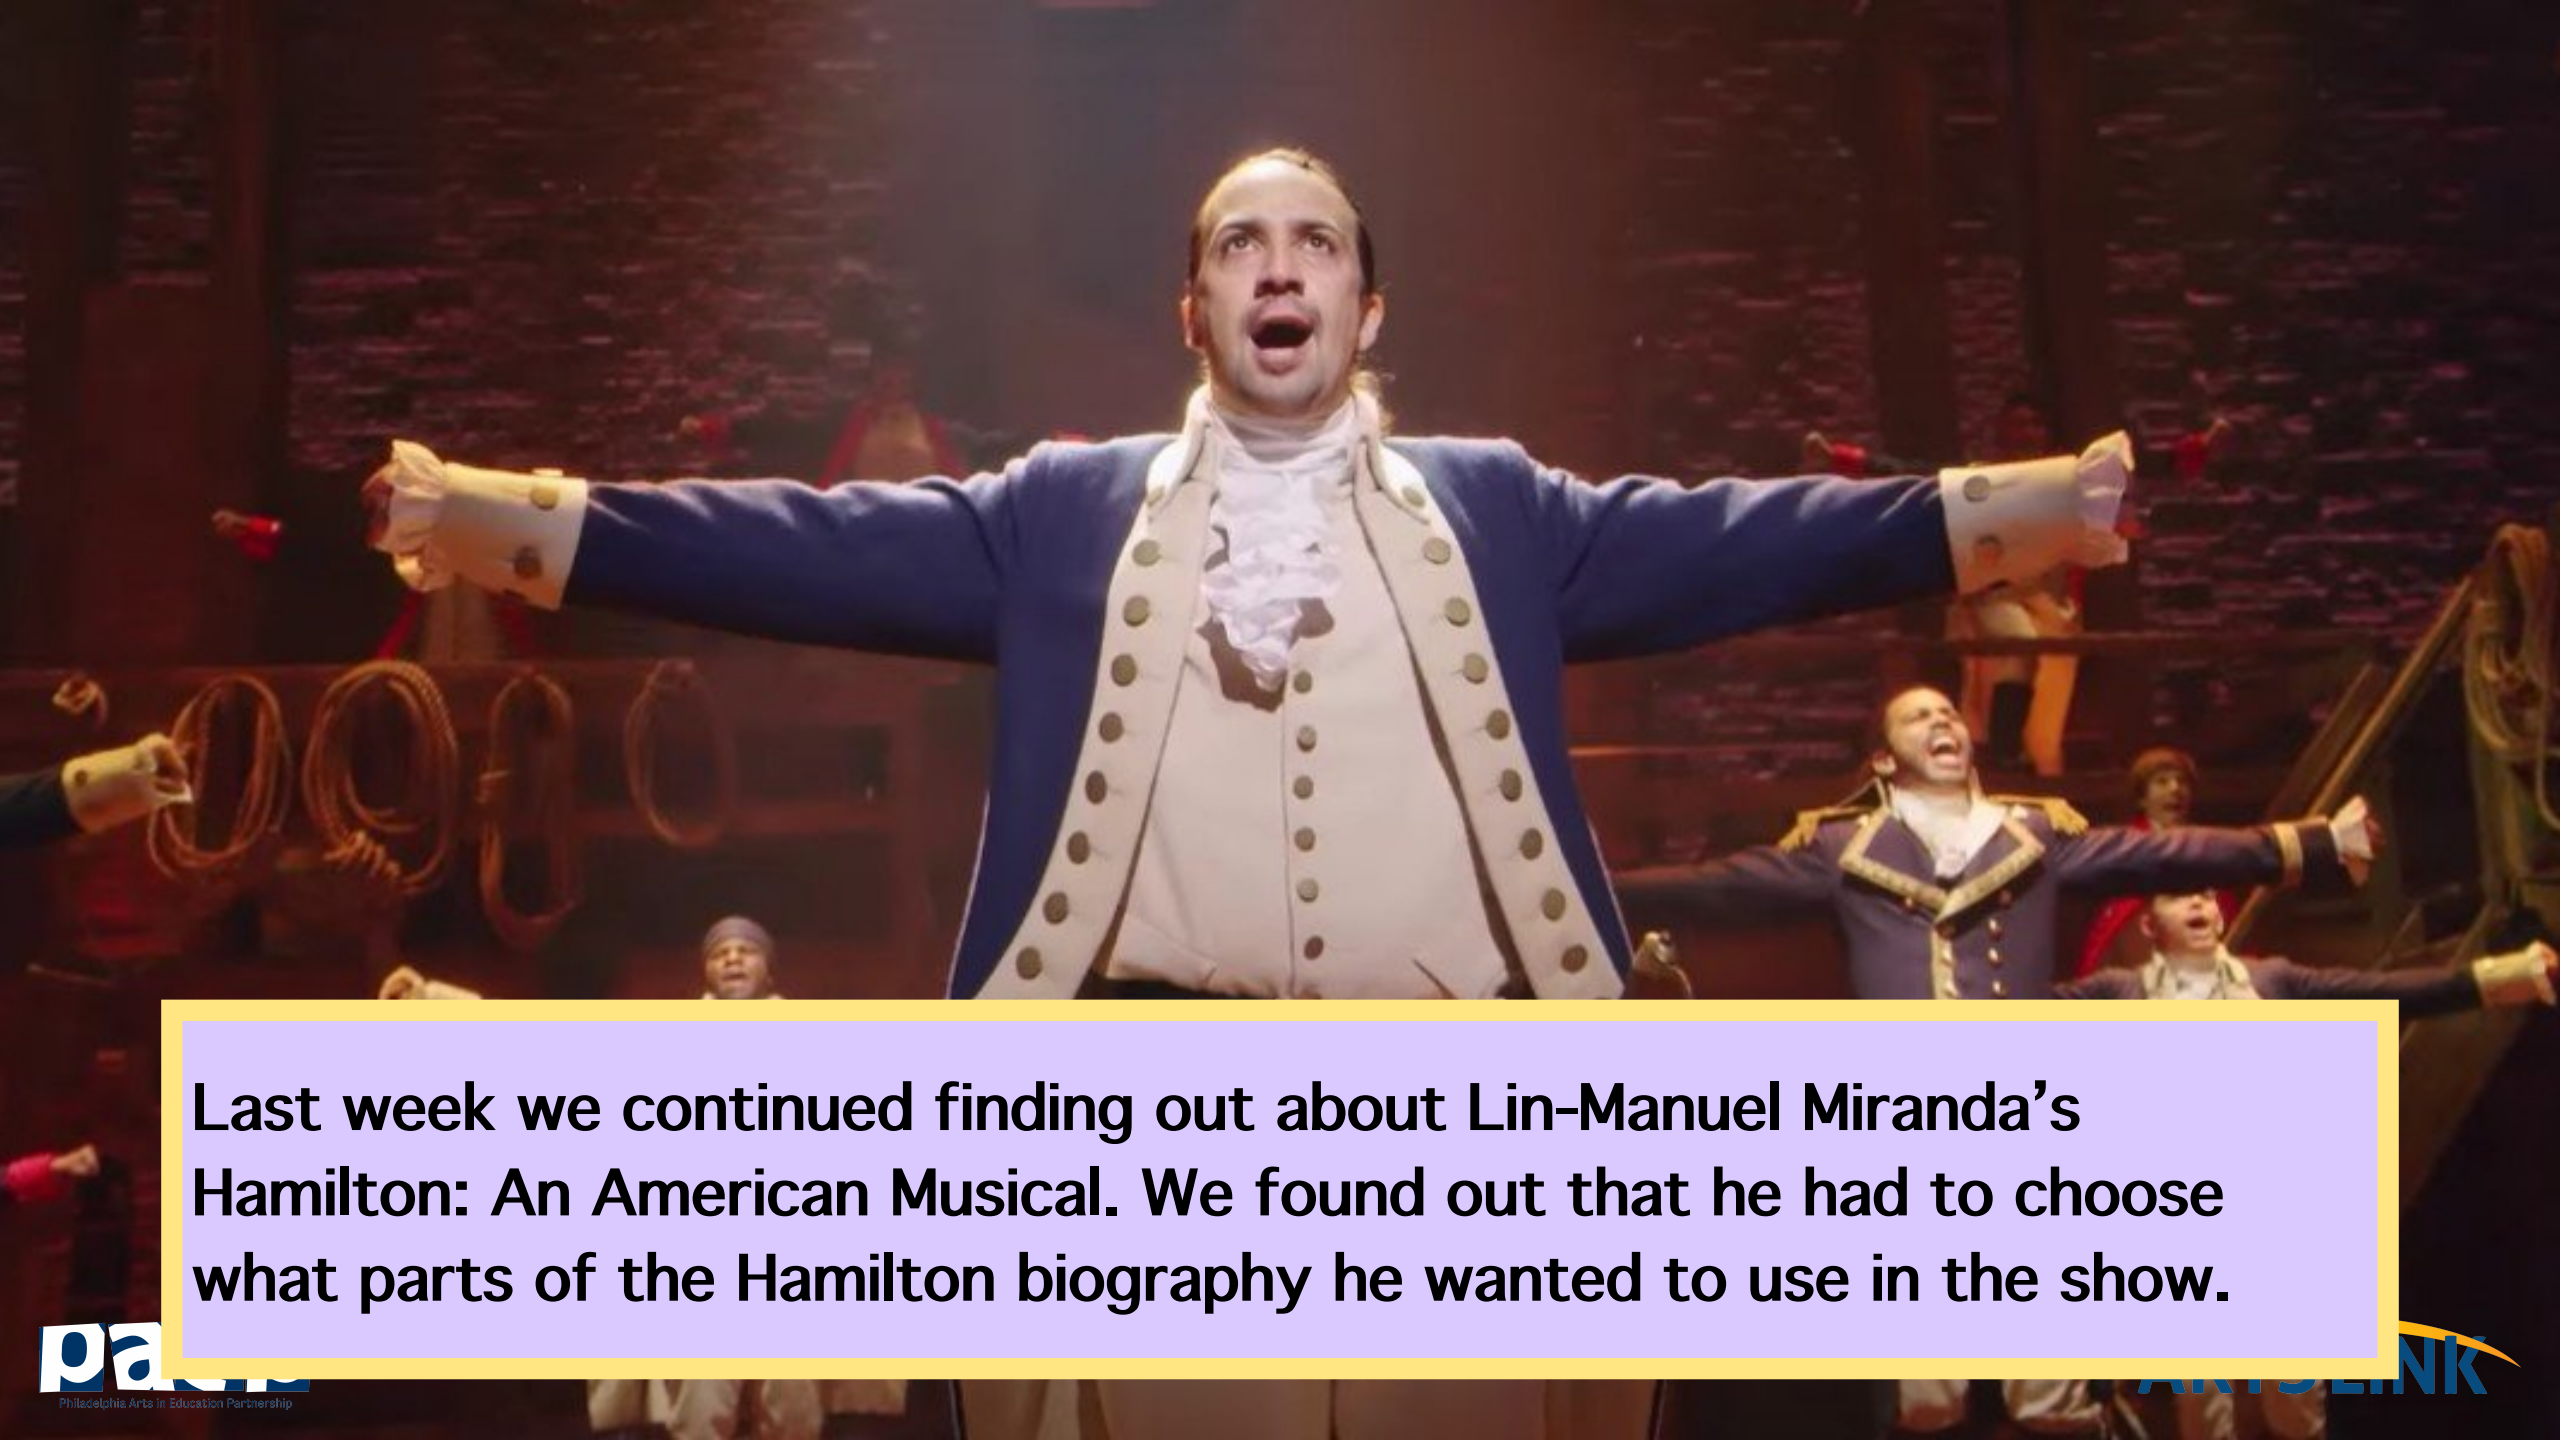 Last week we continued finding out about Lin-Manuel Miranda’s
Hamilton: An American Musical. We found out that he had to choose
what parts of the Hamilton biography he wanted to use in the show.
Philadelphia Arts in Education Partnership